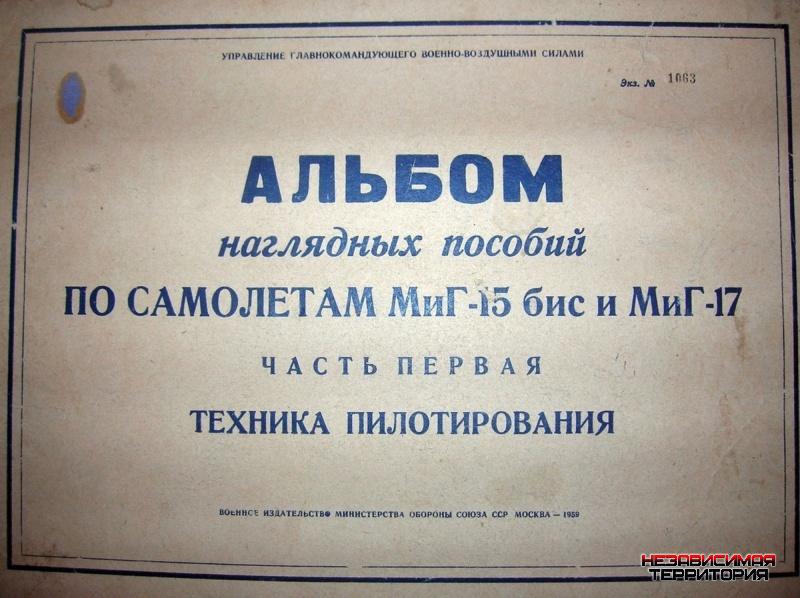 УПРАВЛЕНИЕ ГЛАВНОКОМАНДУЮЩЕГО ВОЕННО-ВОЗДУШНЫМИ СИЛАМИ
Экз. № 1063
АЛЬБОМ
наглядных пособий
ПО САМОЛЕТАМ МиГ-15 бис и МиГ-17
ЧАСТЬ ПЕРВАЯ
ТЕХНИКА ПИЛОТИРОВАНИЯ
ВОЕННОЕ ИЗДАТЕЛЬСТВО МИНИСТЕРСТВА ОБОРОНЫ СОЮЗА ССР МОСКВА — 1959
НЕЗАВИСИМАЯ
ТЕРРИТОРИЯ